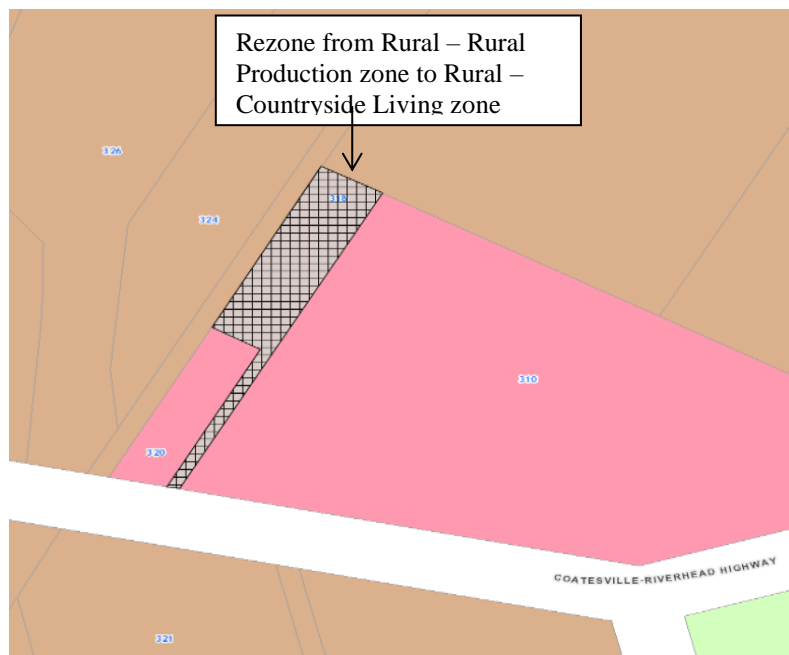 Rezone from Rural – Rural
Production zone to Rural –
Countryside Living zone
326
318
324
310
320
COATESVILLE-RIVERHEAD HIGHWAY
321